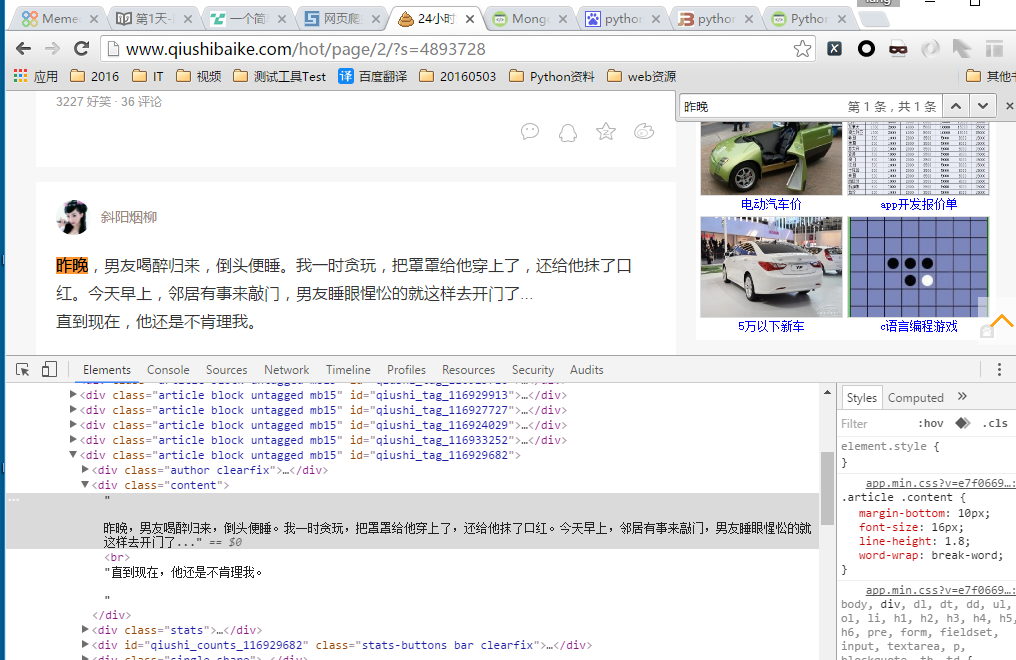 Meme
第1天-
一个简
网页爬
24小时
Mong
pythor
pythor
Python
www.qiushibaike.com/hot/page/2/?s=4893728
应用
2016
IT
视频
测试工具Test
译 百度翻译
20160503
Python资料
web资源
其他书
3227 好笑 · 36 评论
昨晚
第 1 条，共 1 条
电动汽车价
app开发报价单
斜阳烟柳
昨晚，男友喝醉归来，倒头便睡。我一时贪玩，把罩罩给他穿上了，还给他抹了口
红。今天早上，邻居有事来敲门，男友睡眼惺忪的就这样去开门了...
直到现在，他还是不肯理我。
5万以下新车
c语言编程游戏
Elements Console Sources Network Timeline Profiles Resources Security Audits
<div class="article block untagged mb15" id="qiushi_tag_116929913">…</div>
<div class="article block untagged mb15" id="qiushi_tag_116927727">…</div>
<div class="article block untagged mb15" id="qiushi_tag_116924029">…</div>
<div class="article block untagged mb15" id="qiushi_tag_116933252">…</div>
<div class="article block untagged mb15" id="qiushi_tag_116929682">
<div class="author clearfix">…</div>
<div class="content">
"
昨晚，男友喝醉归来，倒头便睡。我一时贪玩，把罩罩给他穿上了，还给他抹了口红。今天早上，邻居有事来敲门，男友睡眼惺忪的就
这样去开门了..." == $0
<br>
"直到现在，他还是不肯理我。
"
</div>
<div class="stats">…</div>
<div id="qiushi_counts_116929682" class="stats-buttons bar clearfix">…</div>
<div class="single-share">…</div>
Styles Computed »
Filter :hov .cls
element.style {
}
app.min.css?v=e7f0669…:
.article .content {
margin-bottom: 10px;
font-size: 16px;
line-height: 1.8;
word-wrap: break-word;
}
app.min.css?v=e7f0669…:
body, div, dl, dt, dd, ul,
ol, li, h1, h2, h3, h4, h5,
h6, pre, form, fieldset,
input, textarea, p,
blockquote, th, td {